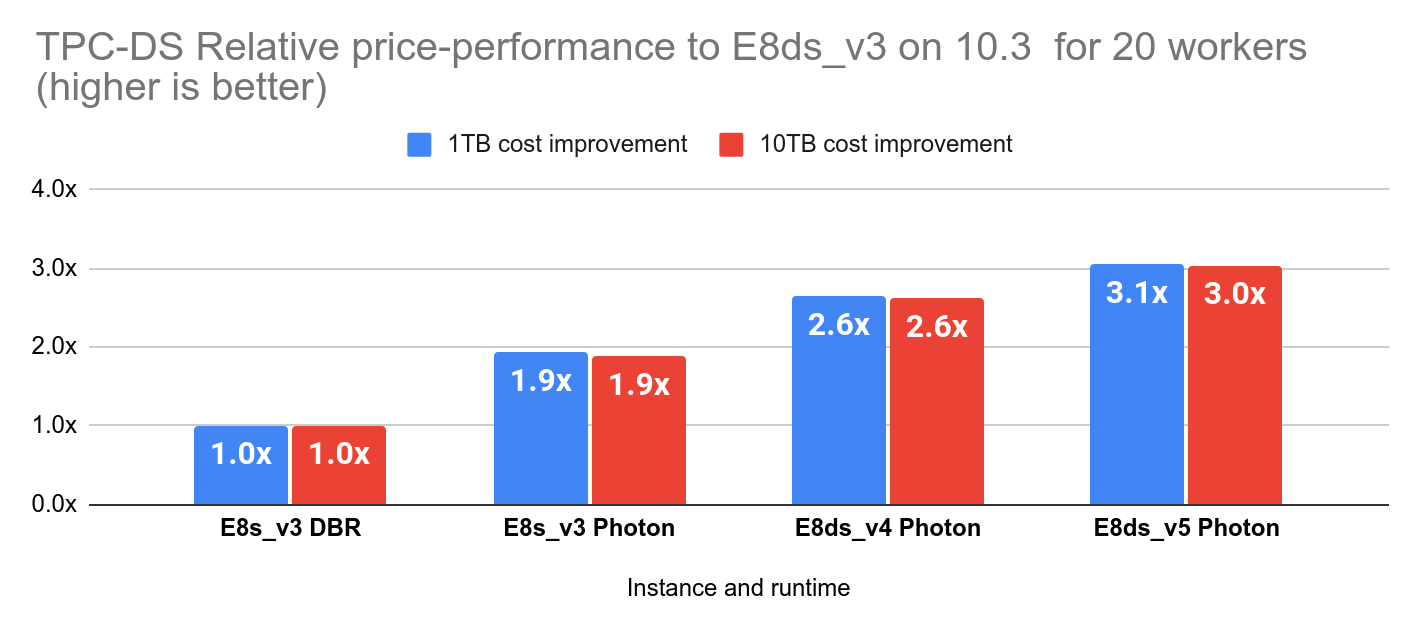 TPC-DS Relative price-performance to E8ds_v3 on 10.3  for 20 workers
(higher is better)
1TB cost improvement
10TB cost improvement
4.0x
3.0x
2.0x
1.0x
0.0x
1.0x
1.0x
1.9x
1.9x
2.6x
2.6x
3.1x
3.0x
E8s_v3 DBR
E8s_v3 Photon
E8ds_v4 Photon
E8ds_v5 Photon
Instance and runtime